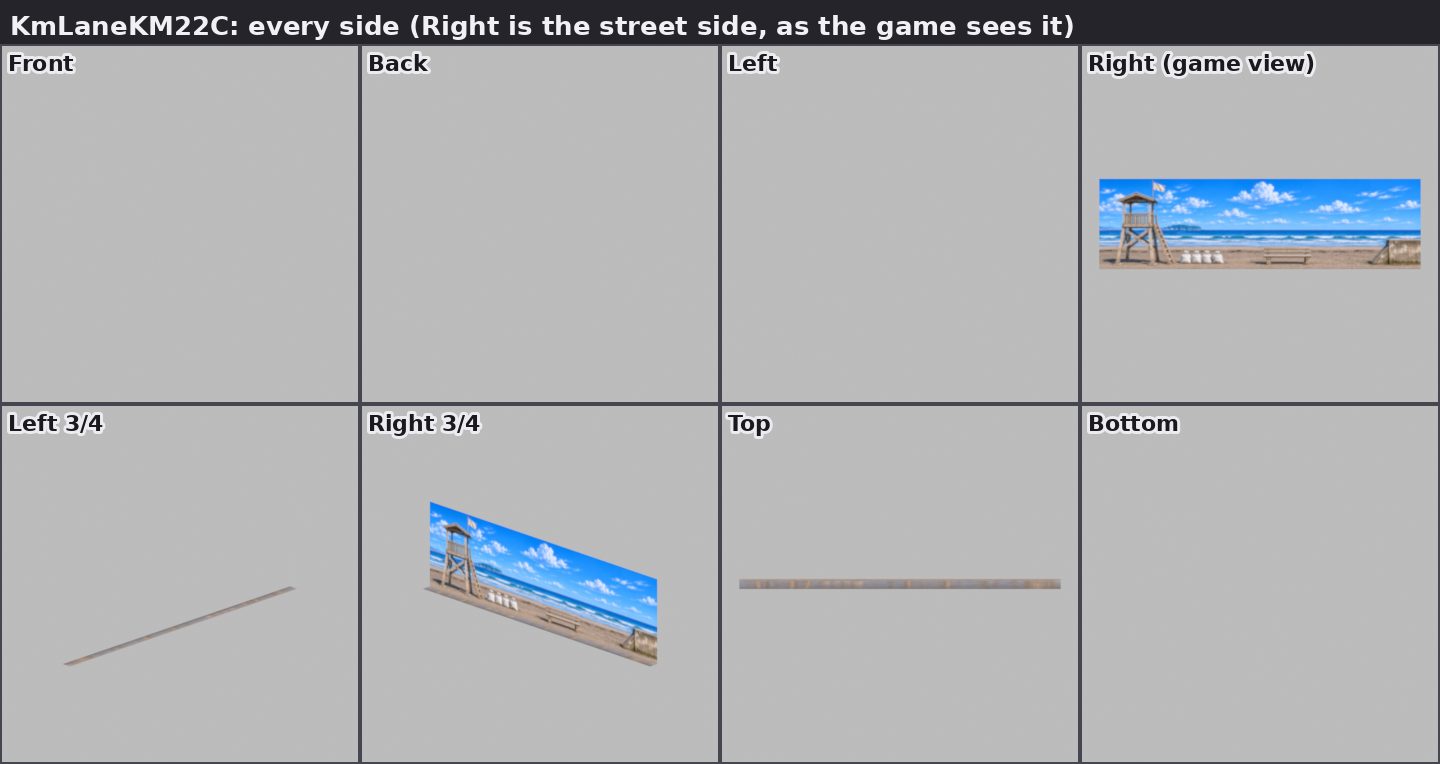 KmLaneKM22C: every side (Right is the street side, as the game sees it)
Front
Back
Left
Right (game view)
Left 3/4
Right 3/4
Top
Bottom